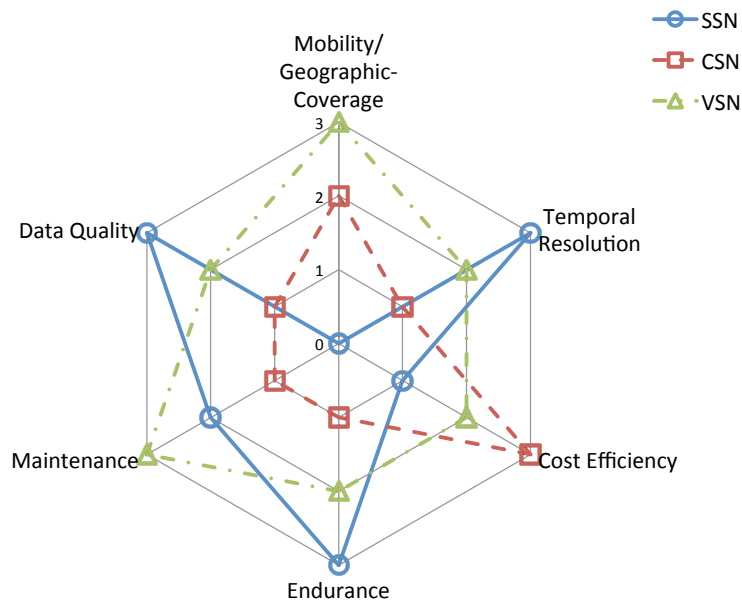 SSN
CSN
VSN
Mobility/
Geographic-
Coverage
3
2
1
0
Temporal
Resolution
Data Quality
Maintenance
Cost Efficiency
Endurance